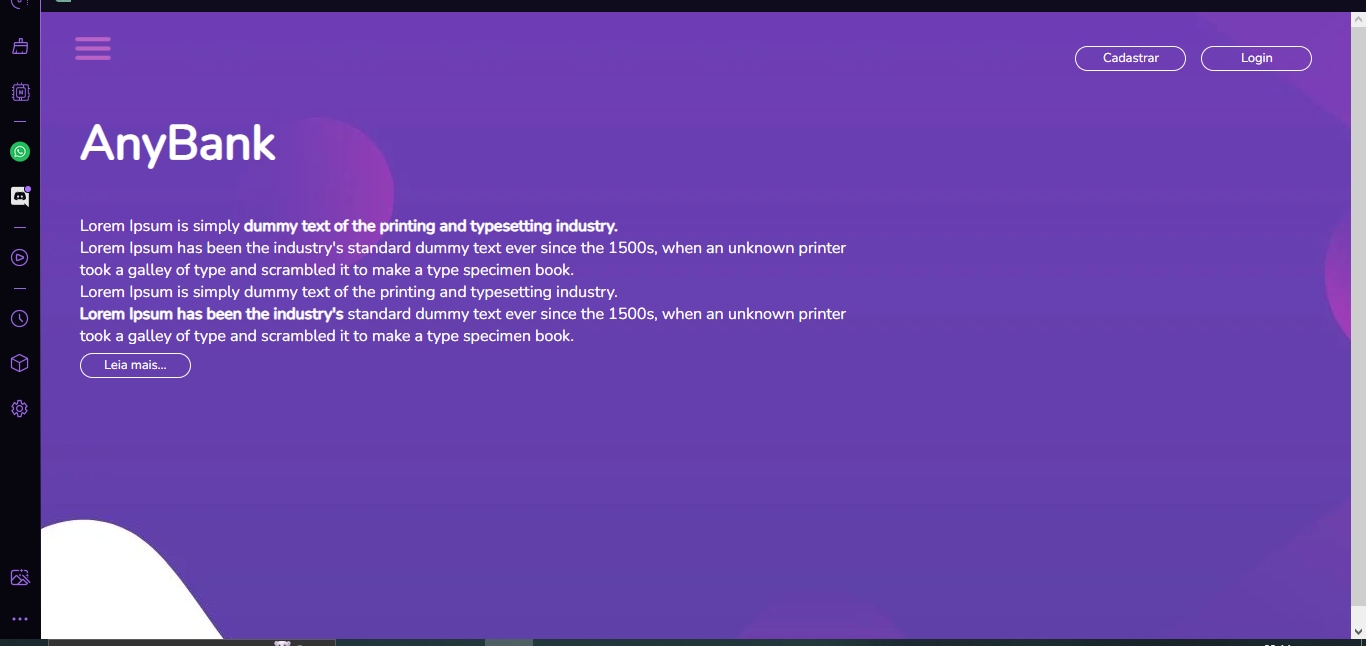 Cadastrar Login
AnyBank
Lorem Ipsum is simply dummy text of the printing and typesetting industry.
Lorem Ipsum has been the industry's standard dummy text ever since the 1500s, when an unknown printer
took a galley of type and scrambled it to make a type specimen book.
Lorem Ipsum is simply dummy text of the printing and typesetting industry.
Lorem Ipsum has been the industry's standard dummy text ever since the 1500s, when an unknown printer
took a galley of type and scrambled it to make a type specimen book.
Leia mais...